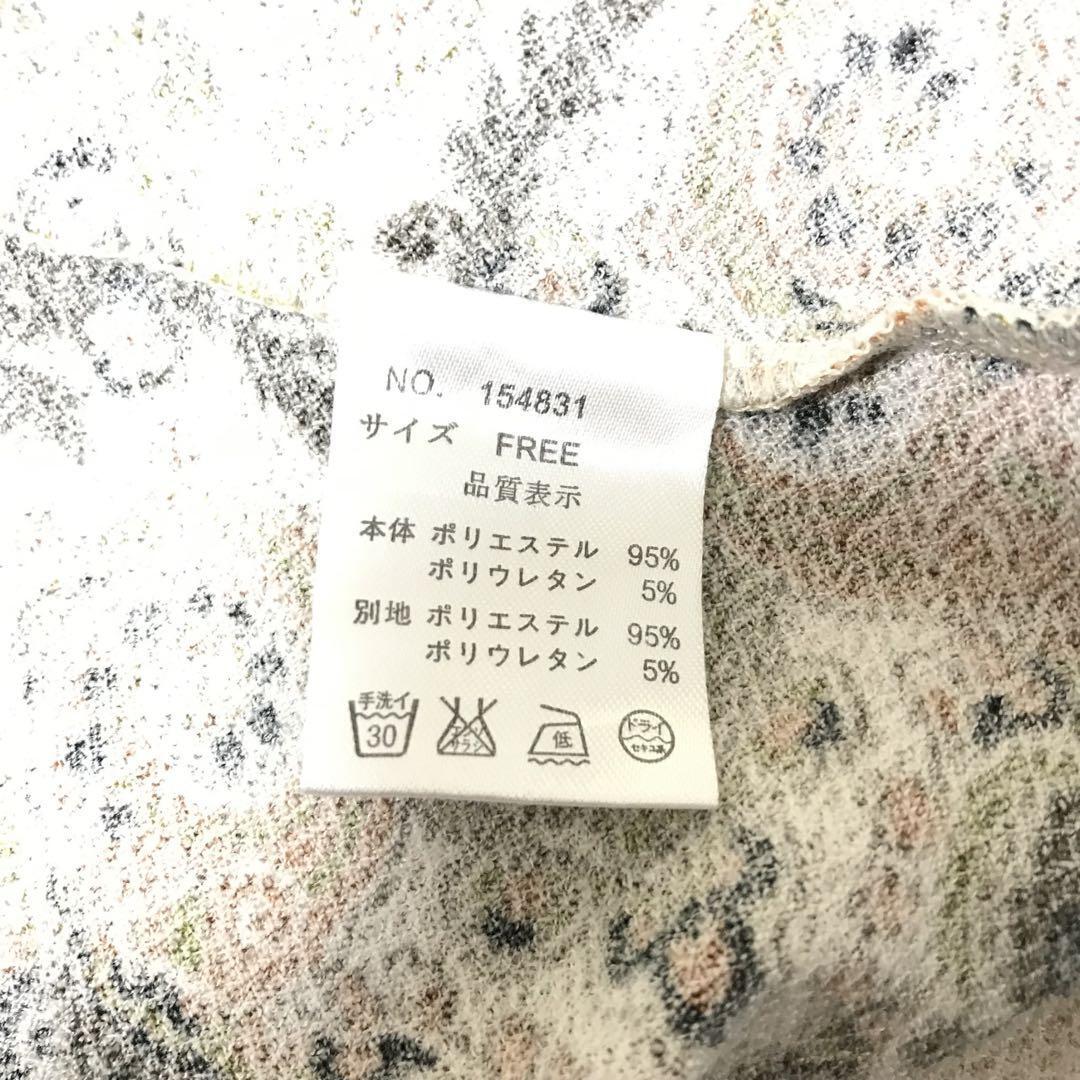 NO. 154831
サイズ FREE
品質表示
本体 ポリエステル 95%
ポリウレタン 5%
別地 ポリエステル 95%
ポリウレタン 5%
手洗イ
30
エンソサラシ
低
ドライ
セキユ系